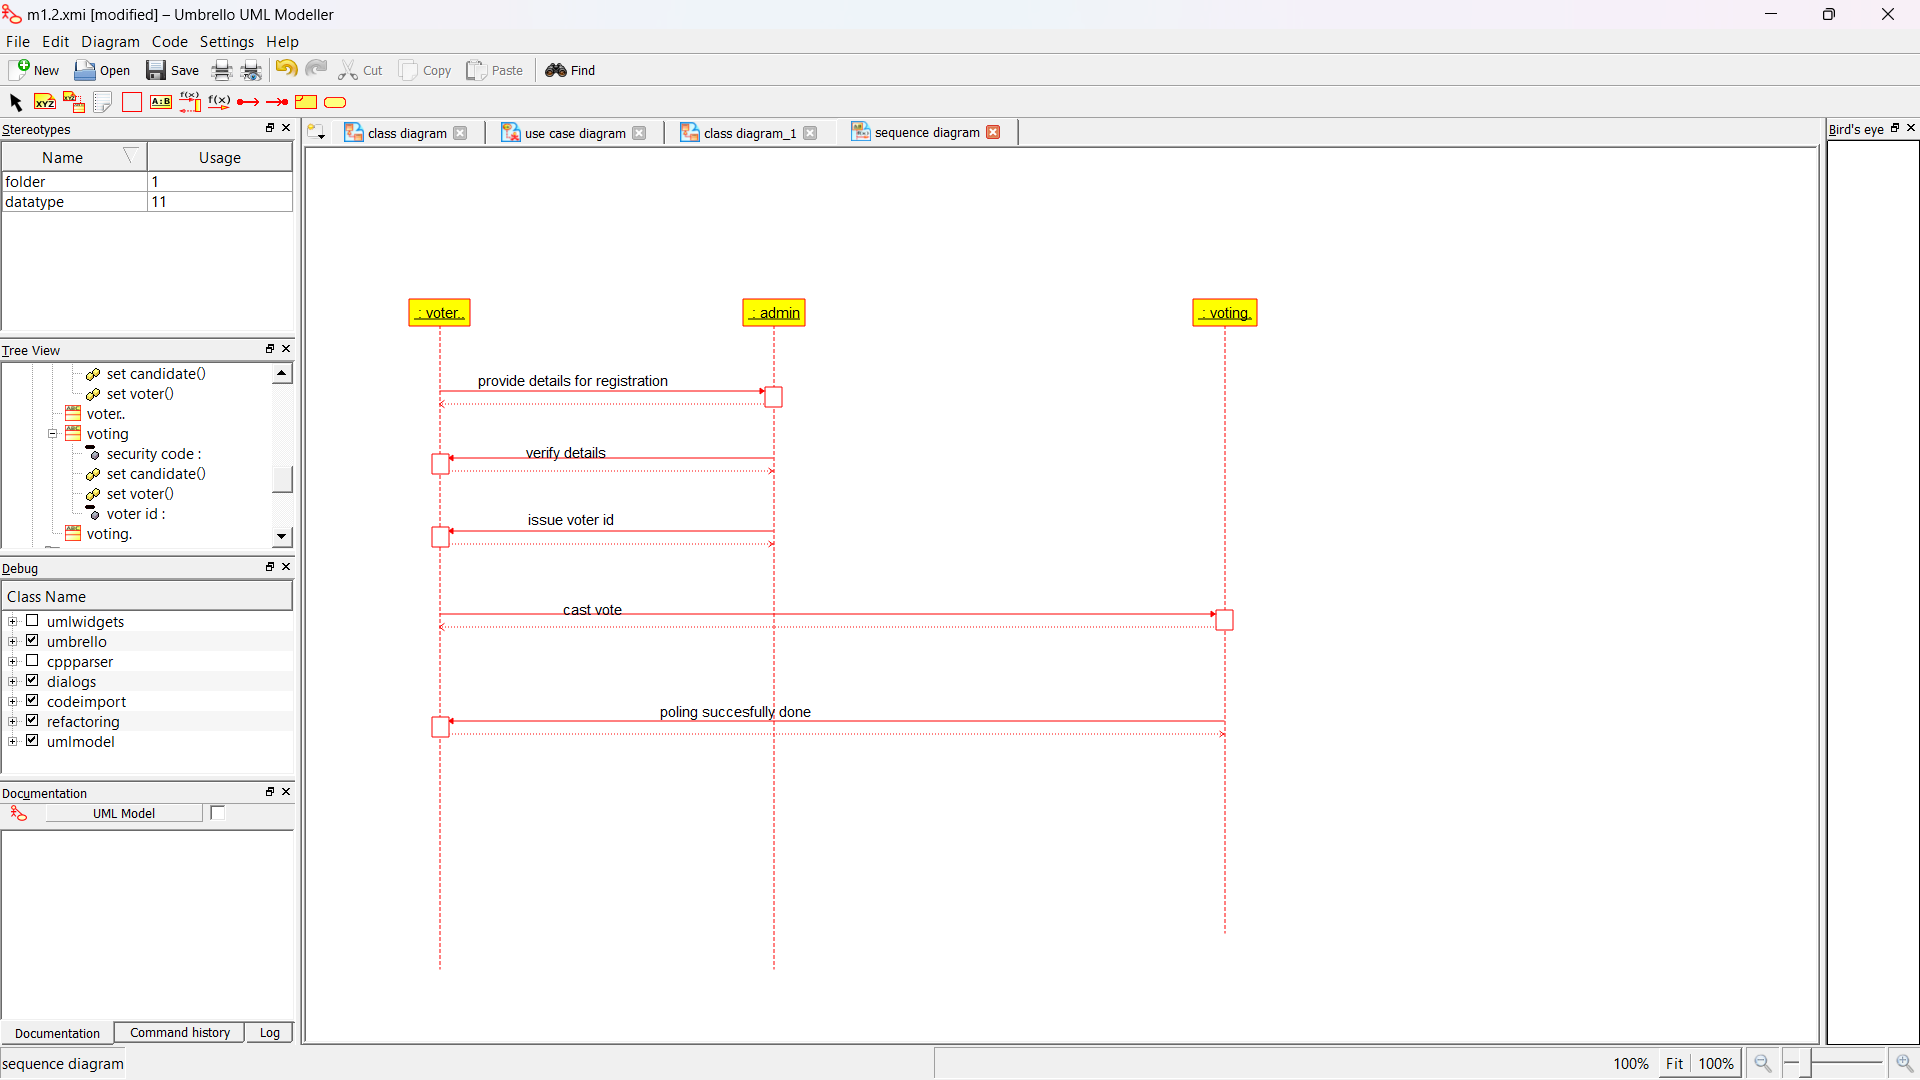 m1.2.xmi [modified] – Umbrello UML Modeller
File Edit Diagram Code Settings Help
New Open Save Cut Copy Paste Find
XYZ XYZ A:B f(x) f(x)
Stereotypes
Name Usage
folder 1
datatype 11
Tree View
set candidate()
set voter()
voter..
voting
security code :
set candidate()
set voter()
voter id :
voting.
Debug
Class Name
umlwidgets
umbrello
cppparser
dialogs
codeimport
refactoring
umlmodel
Documentation
UML Model
Documentation Command history Log
class diagram use case diagram class diagram_1 sequence diagram
: voter.. : admin : voting.
provide details for registration
verify details
issue voter id
cast vote
poling succesfully done
Bird's eye
sequence diagram
100% Fit 100%